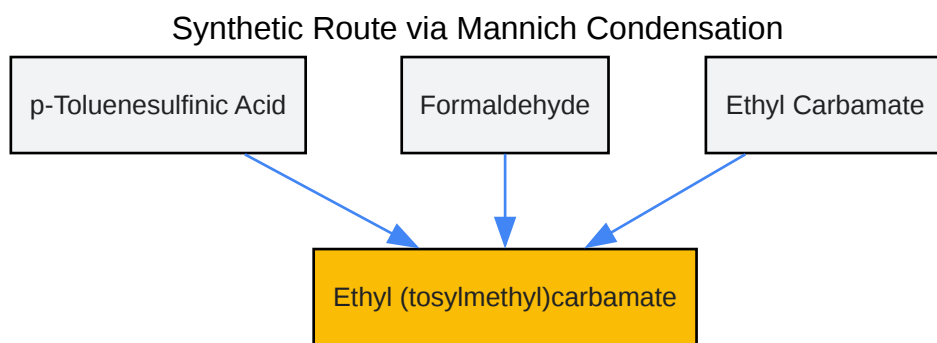 Synthetic Route via Mannich Condensation
p-Toluenesulfinic Acid
Formaldehyde
Ethyl Carbamate
Ethyl (tosylmethyl)carbamate